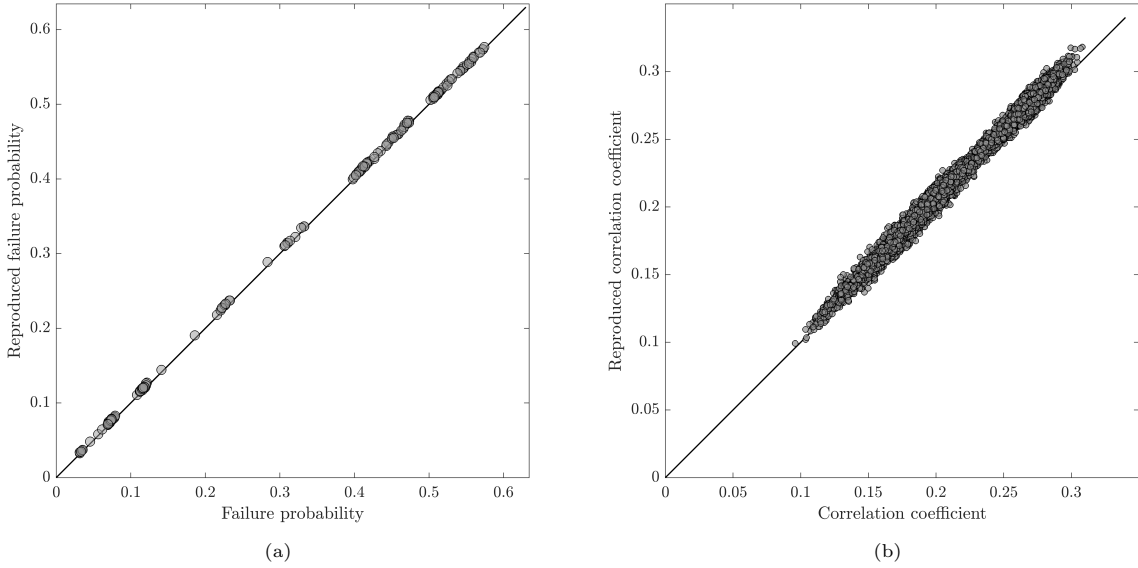 0.6
0.5
0.4
0.3
0.2
0.1
0
Reproduced failure probability
0 0.1 0.2 0.3 0.4 0.5 0.6
Failure probability
(a)
0.3
0.25
0.2
0.15
0.1
0.05
0
Reproduced correlation coefficient
0 0.05 0.1 0.15 0.2 0.25 0.3
Correlation coefficient
(b)